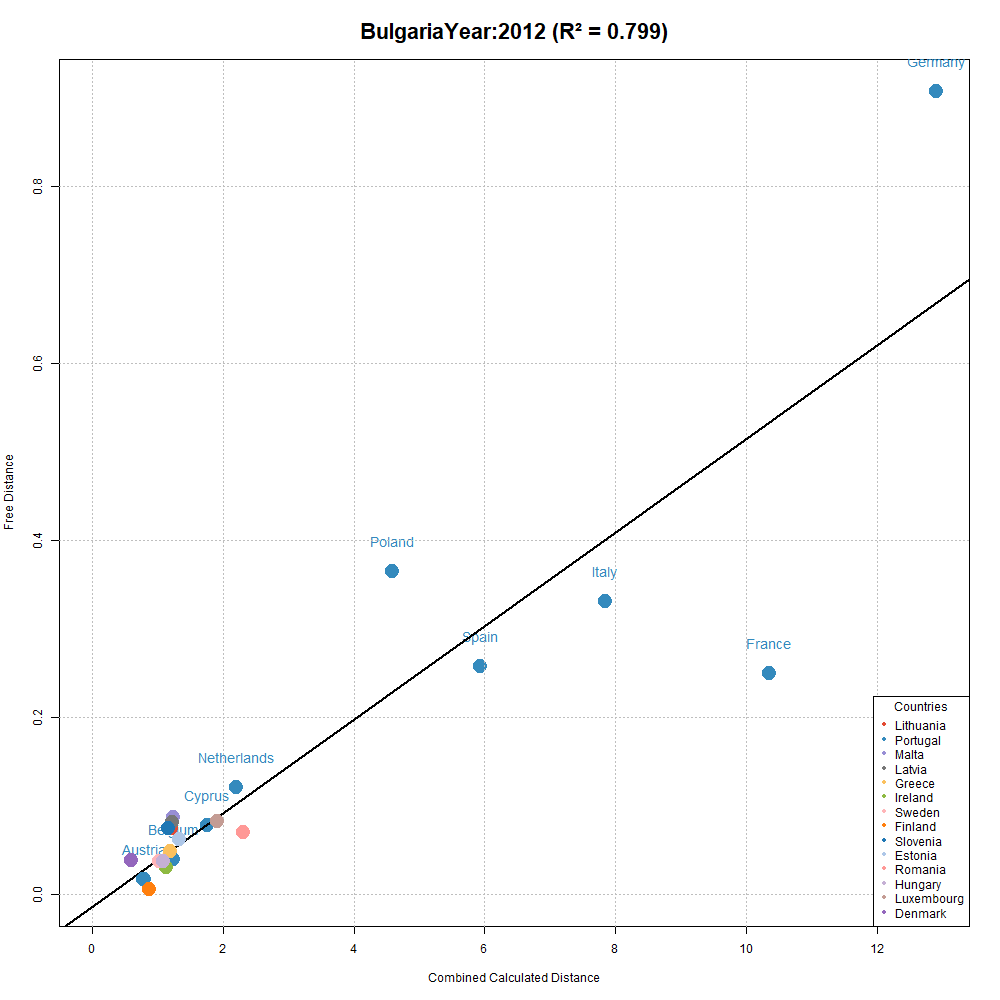 BulgariaYear:2012 (R² = 0.799)
Germany
0.8
0.6
Free Distance
0.4
Poland
Italy
Spain
France
0.2
Netherlands
Cyprus
Belgium
Austria
0.0
Countries
Lithuania
Portugal
Malta
Latvia
Greece
Ireland
Sweden
Finland
Slovenia
Estonia
Romania
Hungary
Luxembourg
Denmark
0 2 4 6 8 10 12
Combined Calculated Distance